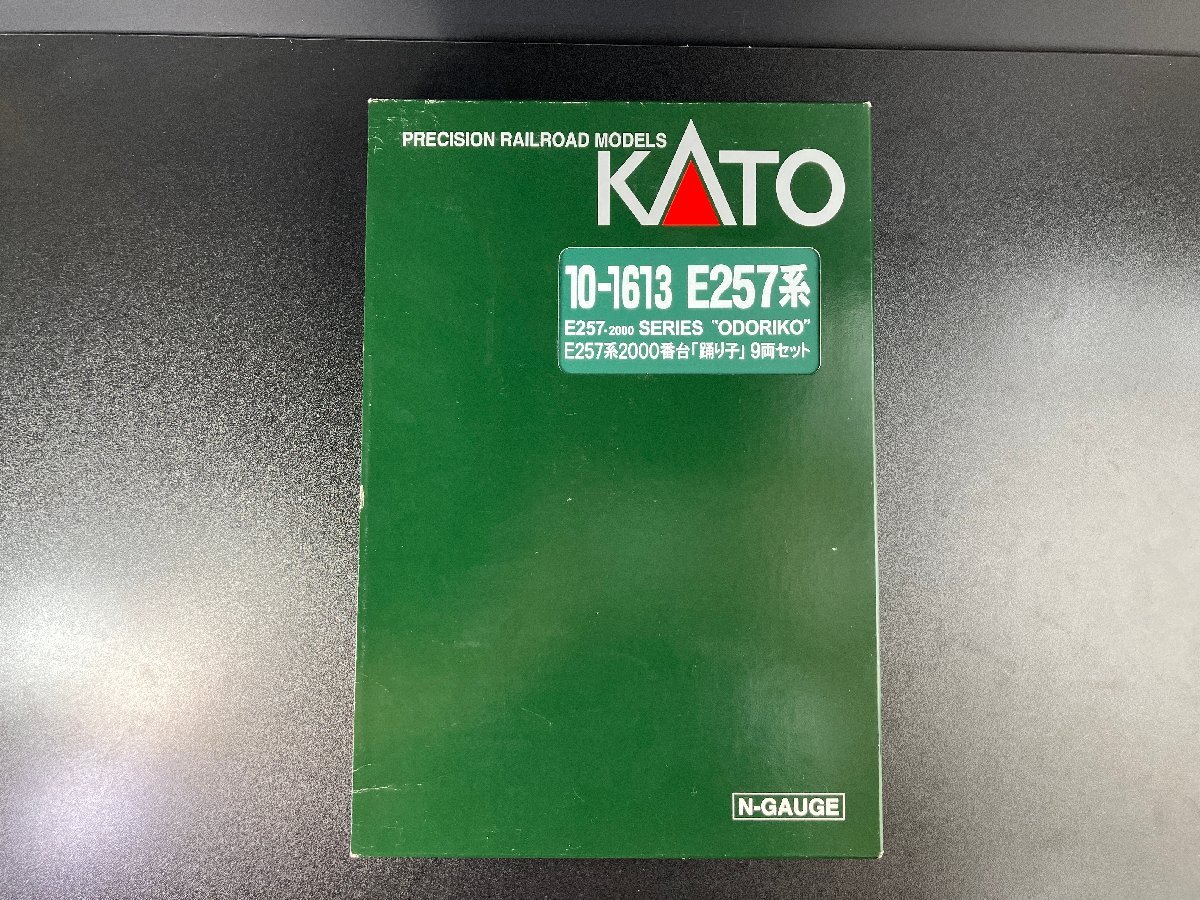 PRECISION RAILROAD MODELS
KATO
10-1613 E257系
E257-2000 SERIES "ODORIKO"
E257系2000番台「踊り子」9両セット
N-GAUGE